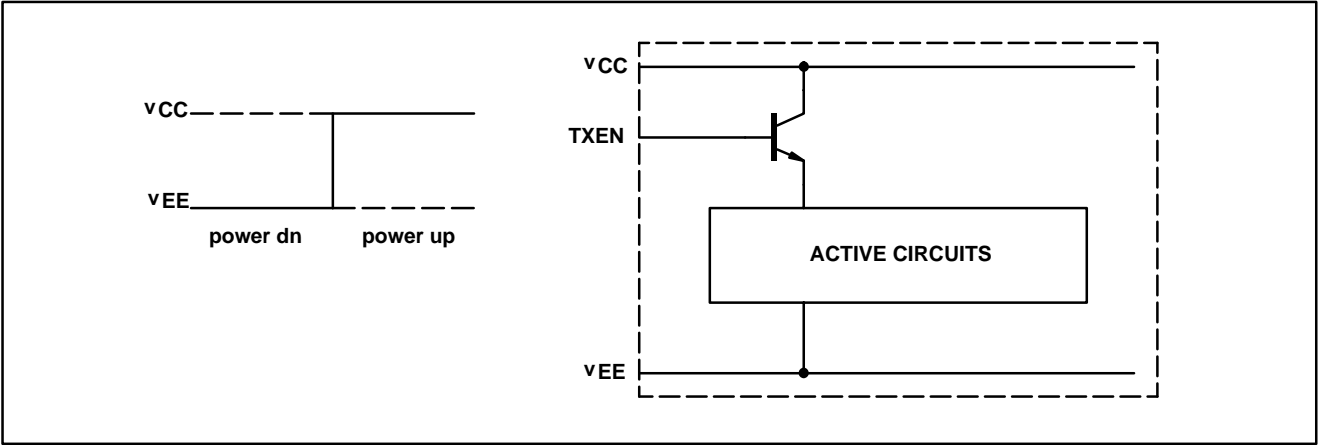 vCC
vEE
power dn power up
vCC
TXEN
ACTIVE CIRCUITS
vEE